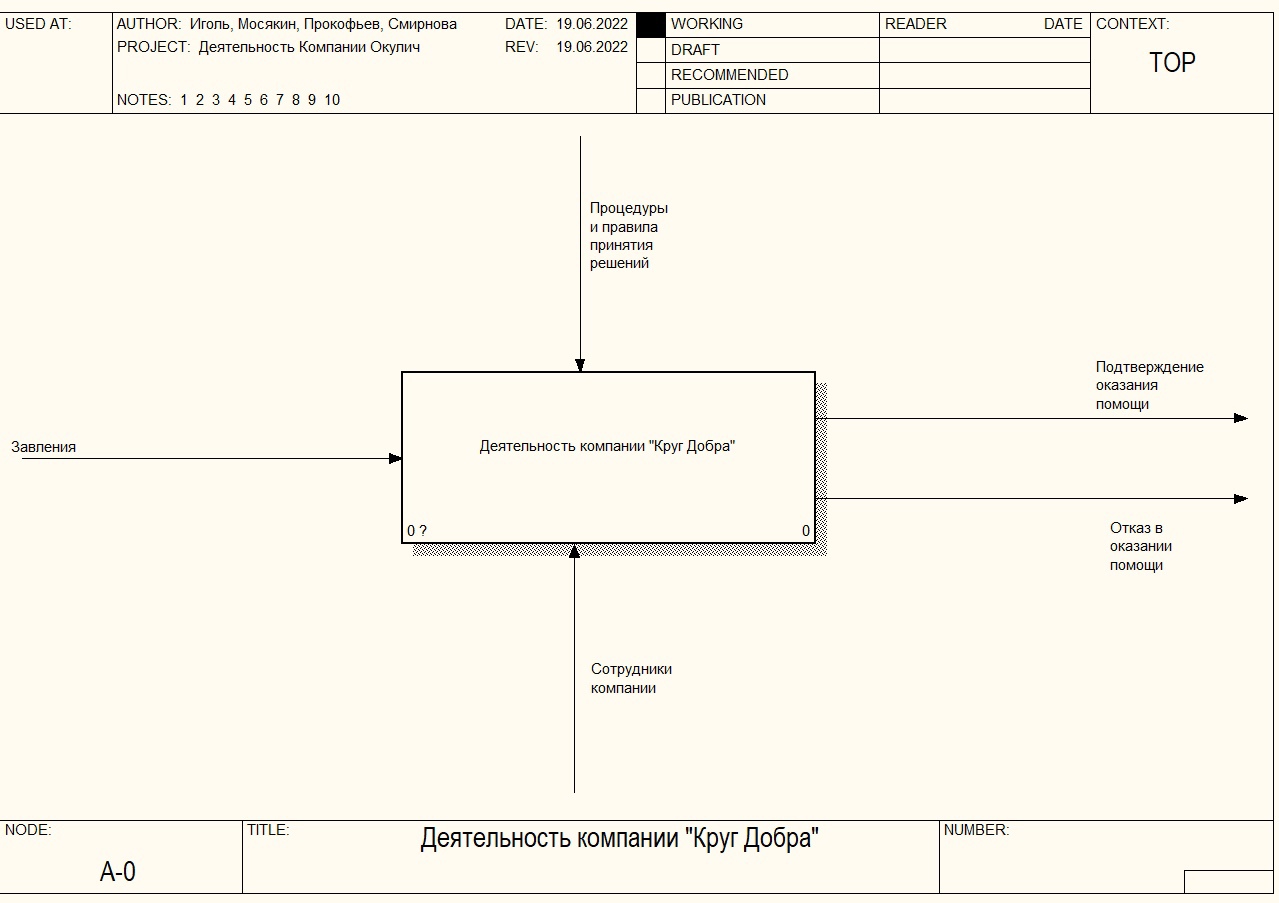 USED AT:
AUTHOR: Иголь, Мосякин, Прокофьев, Смирнова
DATE: 19.06.2022
PROJECT: Деятельность Компании Окулич
REV: 19.06.2022
NOTES: 1 2 3 4 5 6 7 8 9 10
WORKING
DRAFT
RECOMMENDED
PUBLICATION
READER DATE
CONTEXT:
TOP
Процедуры
и правила
принятия
решений
Подтверждение
оказания
помощи
Завления
Деятельность компании "Круг Добра"
0 ? 0
Отказ в
оказании
помощи
Сотрудники
компании
NODE:
A-0
TITLE:
Деятельность компании "Круг Добра"
NUMBER: